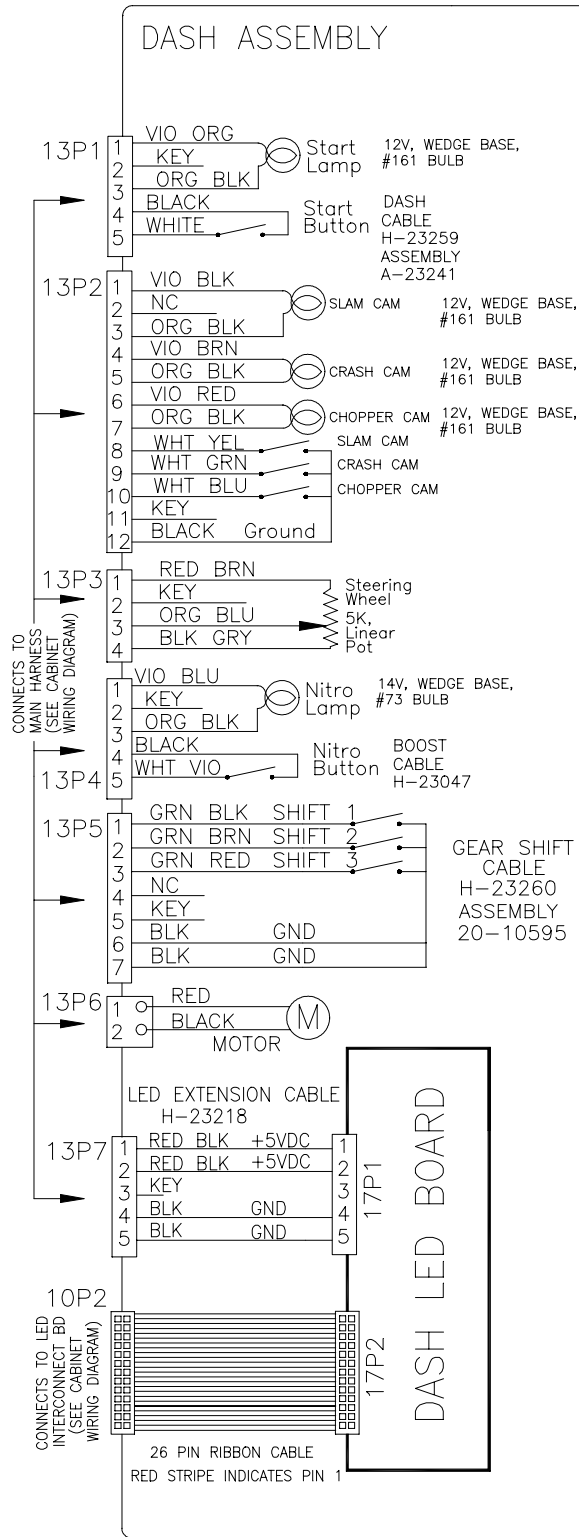 DASH ASSEMBLY
13P1
1 VIO ORG
2 KEY
3 ORG BLK
4 BLACK
5 WHITE
Start
Lamp
12V, WEDGE BASE,
#161 BULB
Start
Button
DASH
CABLE
H-23259
ASSEMBLY
A-23241
13P2
1 VIO BLK
2 NC
3 ORG BLK
4 VIO BRN
5 ORG BLK
6 VIO RED
7 ORG BLK
8 WHT YEL
9 WHT GRN
10 WHT BLU
11 KEY
12 BLACK Ground
SLAM CAM
12V, WEDGE BASE,
#161 BULB
CRASH CAM
12V, WEDGE BASE,
#161 BULB
CHOPPER CAM
12V, WEDGE BASE,
#161 BULB
SLAM CAM
CRASH CAM
CHOPPER CAM
13P3
1 RED BRN
2 KEY
3 ORG BLU
4 BLK GRY
Steering
Wheel
5K,
Linear
Pot
CONNECTS TO
MAIN HARNESS
(SEE CABINET
WIRING DIAGRAM)
1 VIO BLU
2 KEY
3 ORG BLK
4 BLACK
5 WHT VIO
13P4
Nitro
Lamp
14V, WEDGE BASE,
#73 BULB
Nitro
Button
BOOST
CABLE
H-23047
13P5
1 GRN BLK SHIFT 1
2 GRN BRN SHIFT 2
3 GRN RED SHIFT 3
4 NC
5 KEY
6 BLK GND
7 BLK GND
GEAR SHIFT
CABLE
H-23260
ASSEMBLY
20-10595
13P6
1 RED
2 BLACK
MOTOR
M
LED EXTENSION CABLE
H-23218
13P7
1 RED BLK +5VDC 1
2 RED BLK +5VDC 2
3 KEY 3
4 BLK GND 4
5 BLK GND 5
17P1
DASH LED BOARD
10P2
17P2
CONNECTS TO LED
INTERCONNECT BD
(SEE CABINET
WIRING DIAGRAM)
26 PIN RIBBON CABLE
RED STRIPE INDICATES PIN 1